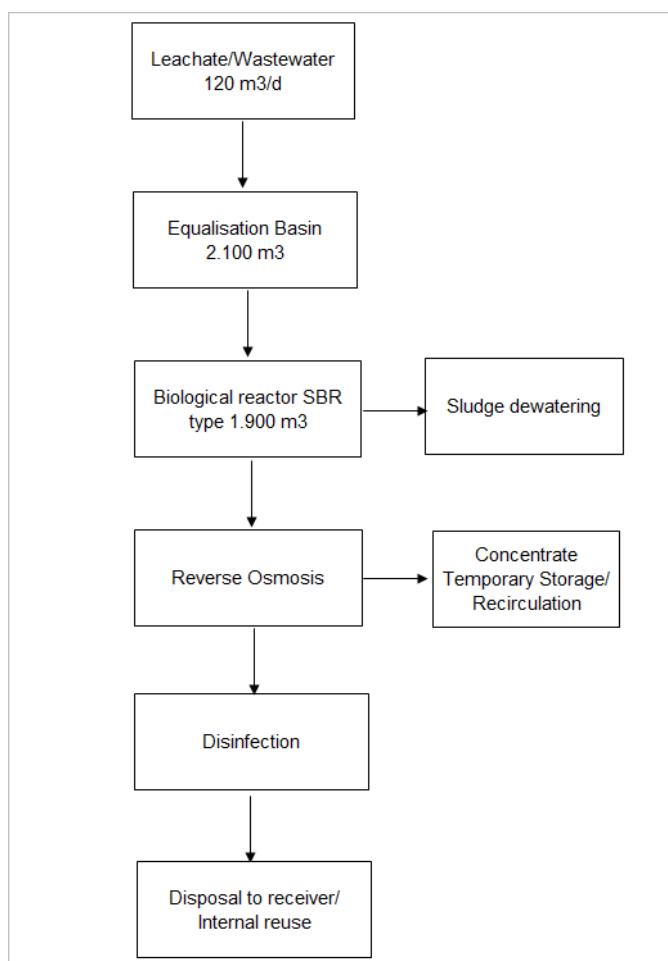 Leachate/Wastewater
120 m3/d
Equalisation Basin
2.100 m3
Biological reactor SBR
type 1.900 m3
Sludge dewatering
Reverse Osmosis
Concentrate
Temporary Storage/
Recirculation
Disinfection
Disposal to receiver/
Internal reuse